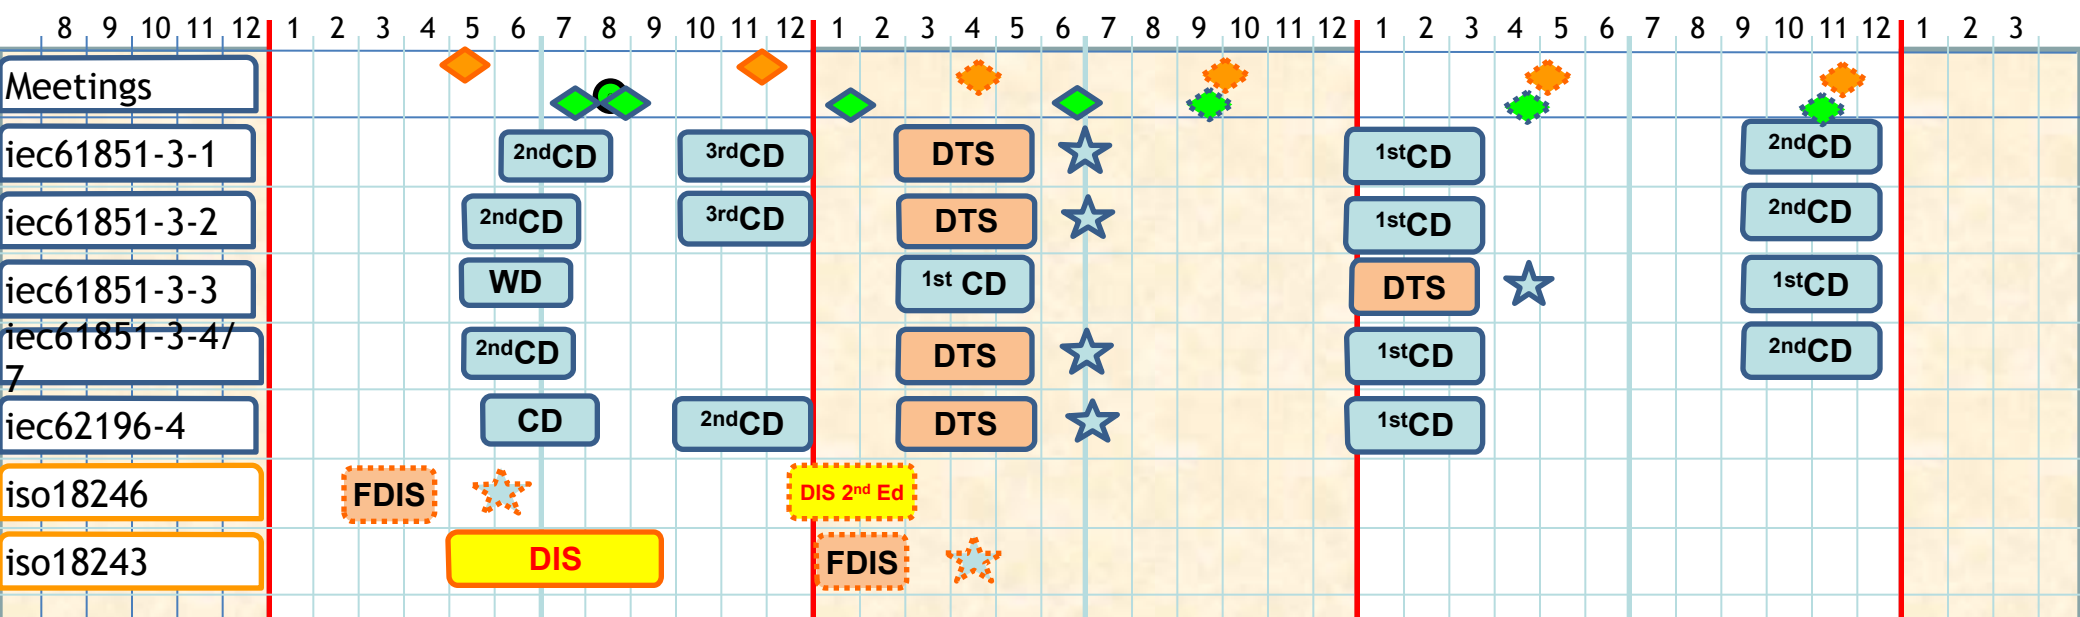 8 9 10 11 12 1 2 3 4 5 6 7 8 9 10 11 12 1 2 3 4 5 6 7 8 9 10 11 12 1 2 3 4 5 6 7 8 9 10 11 12 1 2 3
Meetings
iec61851-3-1 2ndCD 3rdCD DTS 1stCD 2ndCD
iec61851-3-2 2ndCD 3rdCD DTS 1stCD 2ndCD
iec61851-3-3 WD 1st CD DTS 1stCD
iec61851-3-4/
7 2ndCD DTS 1stCD 2ndCD
iec62196-4 CD 2ndCD DTS 1stCD
iso18246 FDIS DIS 2nd Ed
iso18243 DIS FDIS